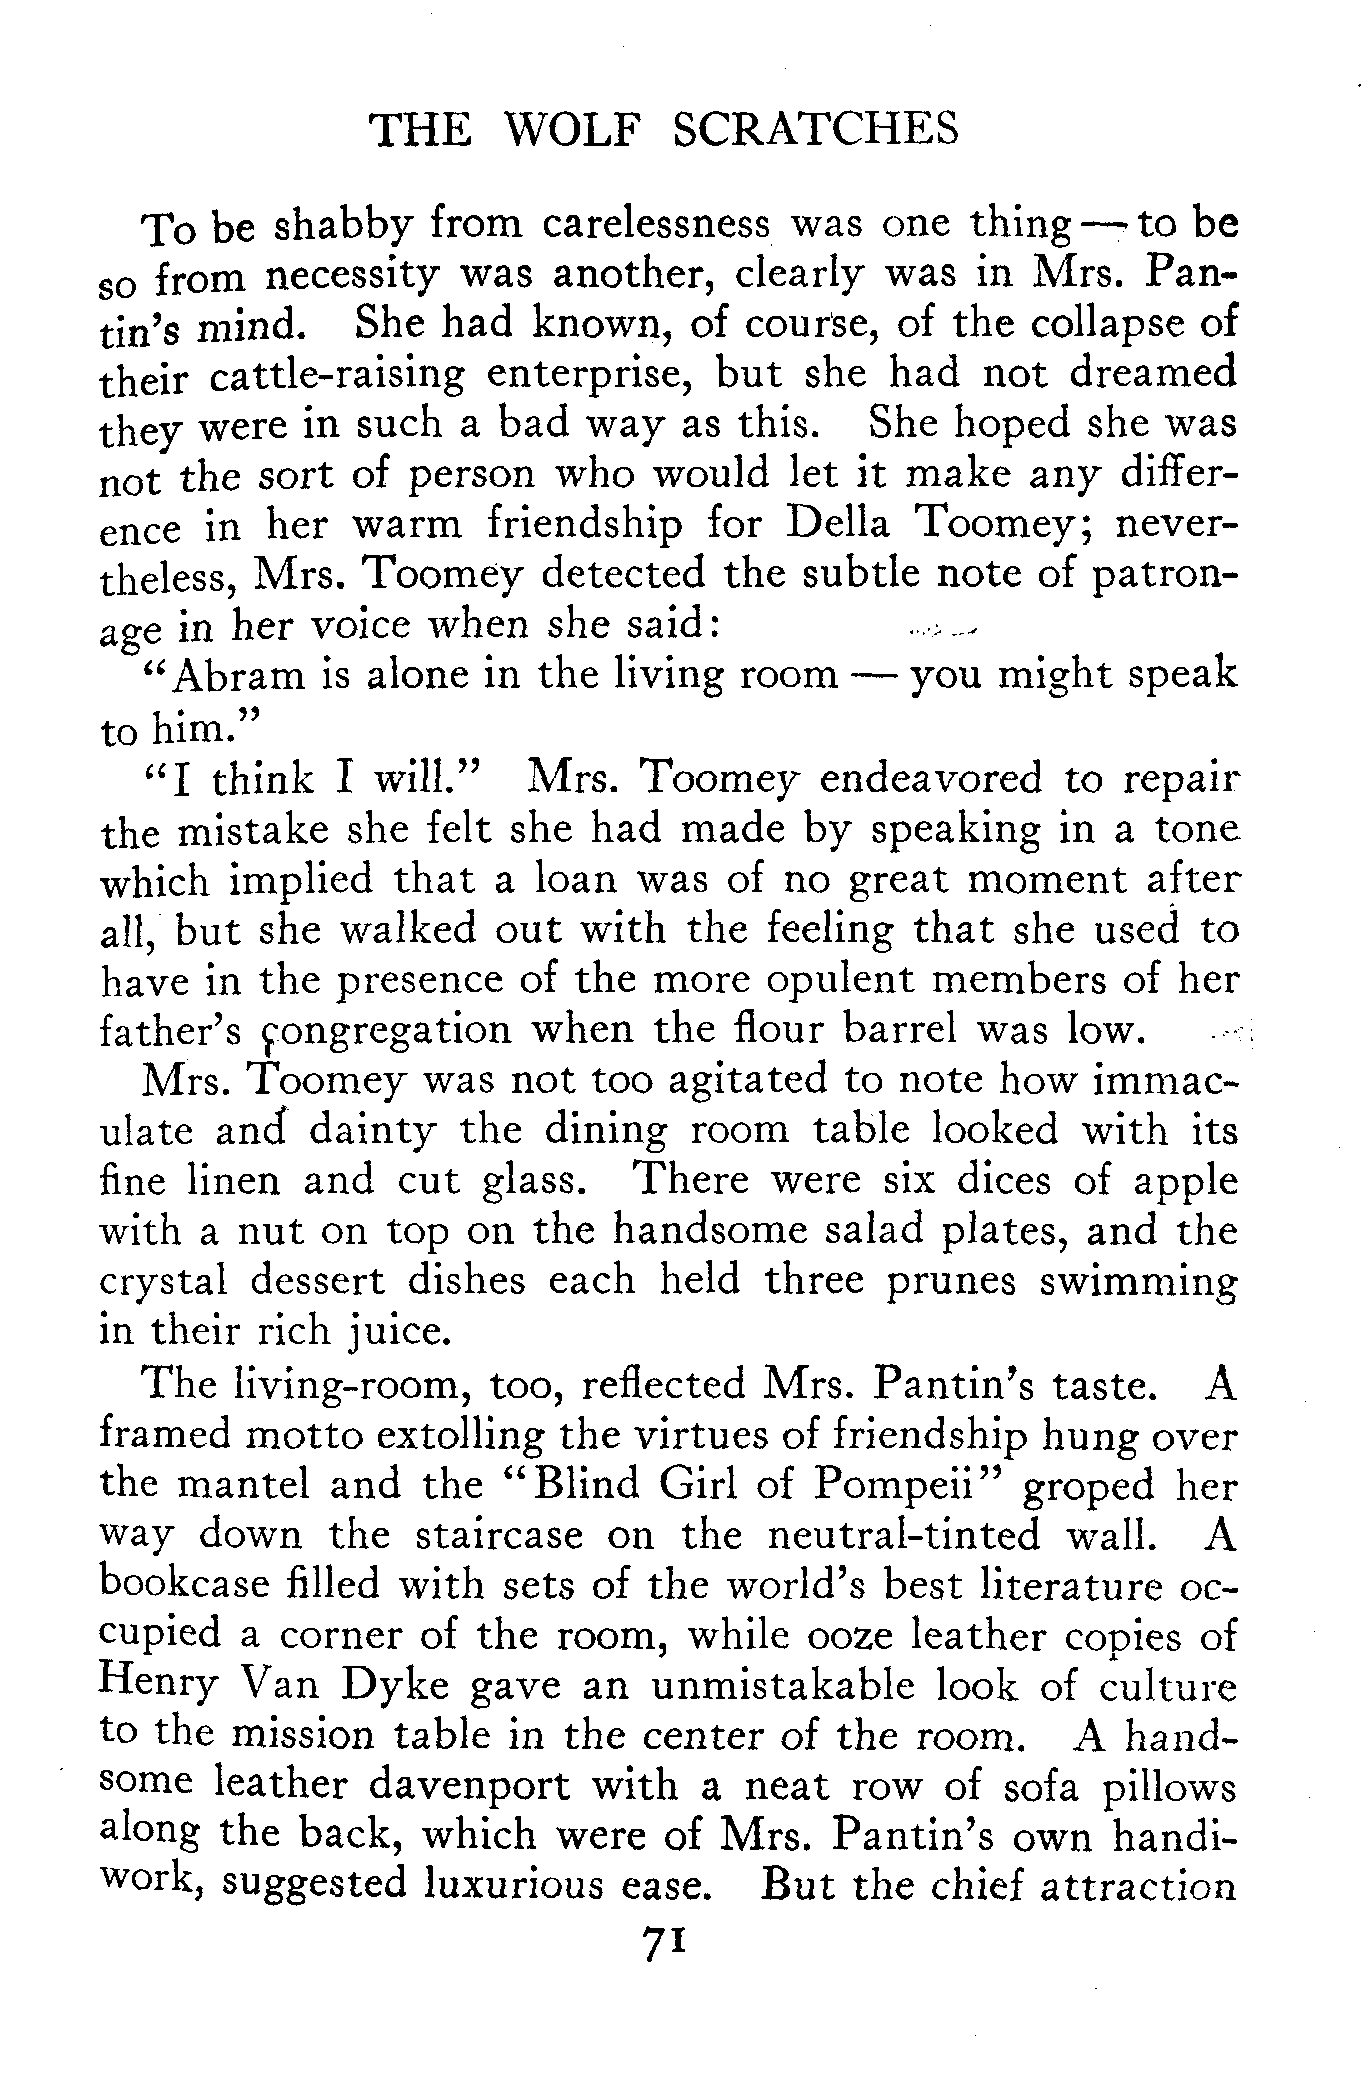 THE WOLF SCRATCHES
To be shabby from carelessness was one thing — to be
so from necessity was another, clearly was in Mrs. Pan-
tin's mind. She had known, of course, of the collapse of
their cattle-raising enterprise, but she had not dreamed
they were in such a bad way as this. She hoped she was
not the sort of person who would let it make any differ-
ence in her warm friendship for Della Toomey; never-
theless, Mrs. Toomey detected the subtle note of patron-
age in her voice when she said:
"Abram is alone in the living room — you might speak
to him."
"I think I will." Mrs. Toomey endeavored to repair
the mistake she felt she had made by speaking in a tone
which implied that a loan was of no great moment after
all, but she walked out with the feeling that she used to
have in the presence of the more opulent members of her
father's congregation when the flour barrel was low.
Mrs. Toomey was not too agitated to note how immac-
ulate and dainty the dining room table looked with its
fine linen and cut glass. There were six dices of apple
with a nut on top on the handsome salad plates, and the
crystal dessert dishes each held three prunes swimming
in their rich juice.
The living-room, too, reflected Mrs. Pantin's taste. A
framed motto extolling the virtues of friendship hung over
the mantel and the "Blind Girl of Pompeii" groped her
way down the staircase on the neutral-tinted wall. A
bookcase filled with sets of the world's best literature oc-
cupied a corner of the room, while ooze leather copies of
Henry Van Dyke gave an unmistakable look of culture
to the mission table in the center of the room. A hand-
some leather davenport with a neat row of sofa pillows
along the back, which were of Mrs. Pantin's own handi-
work, suggested luxurious ease. But the chief attraction
71